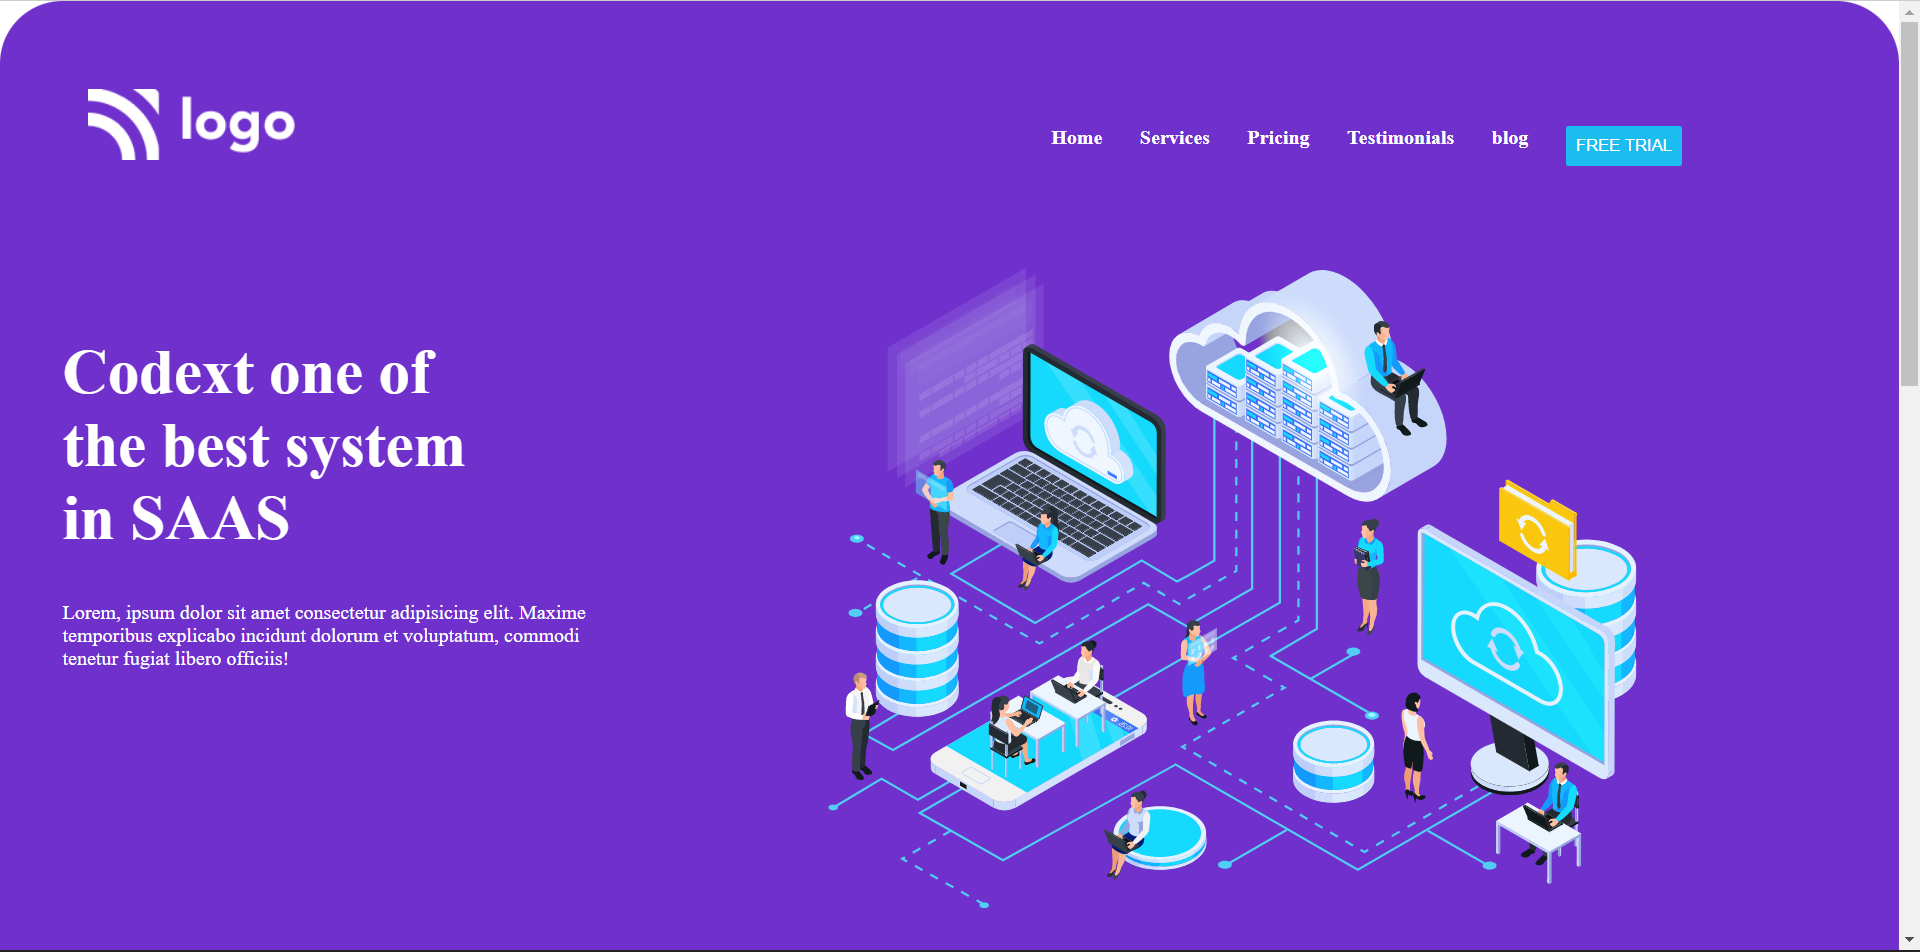 logo
Home Services Pricing Testimonials blog FREE TRIAL
Codext one of
the best system
in SAAS
Lorem, ipsum dolor sit amet consectetur adipisicing elit. Maxime
temporibus explicabo incidunt dolorum et voluptatum, commodi
tenetur fugiat libero officiis!